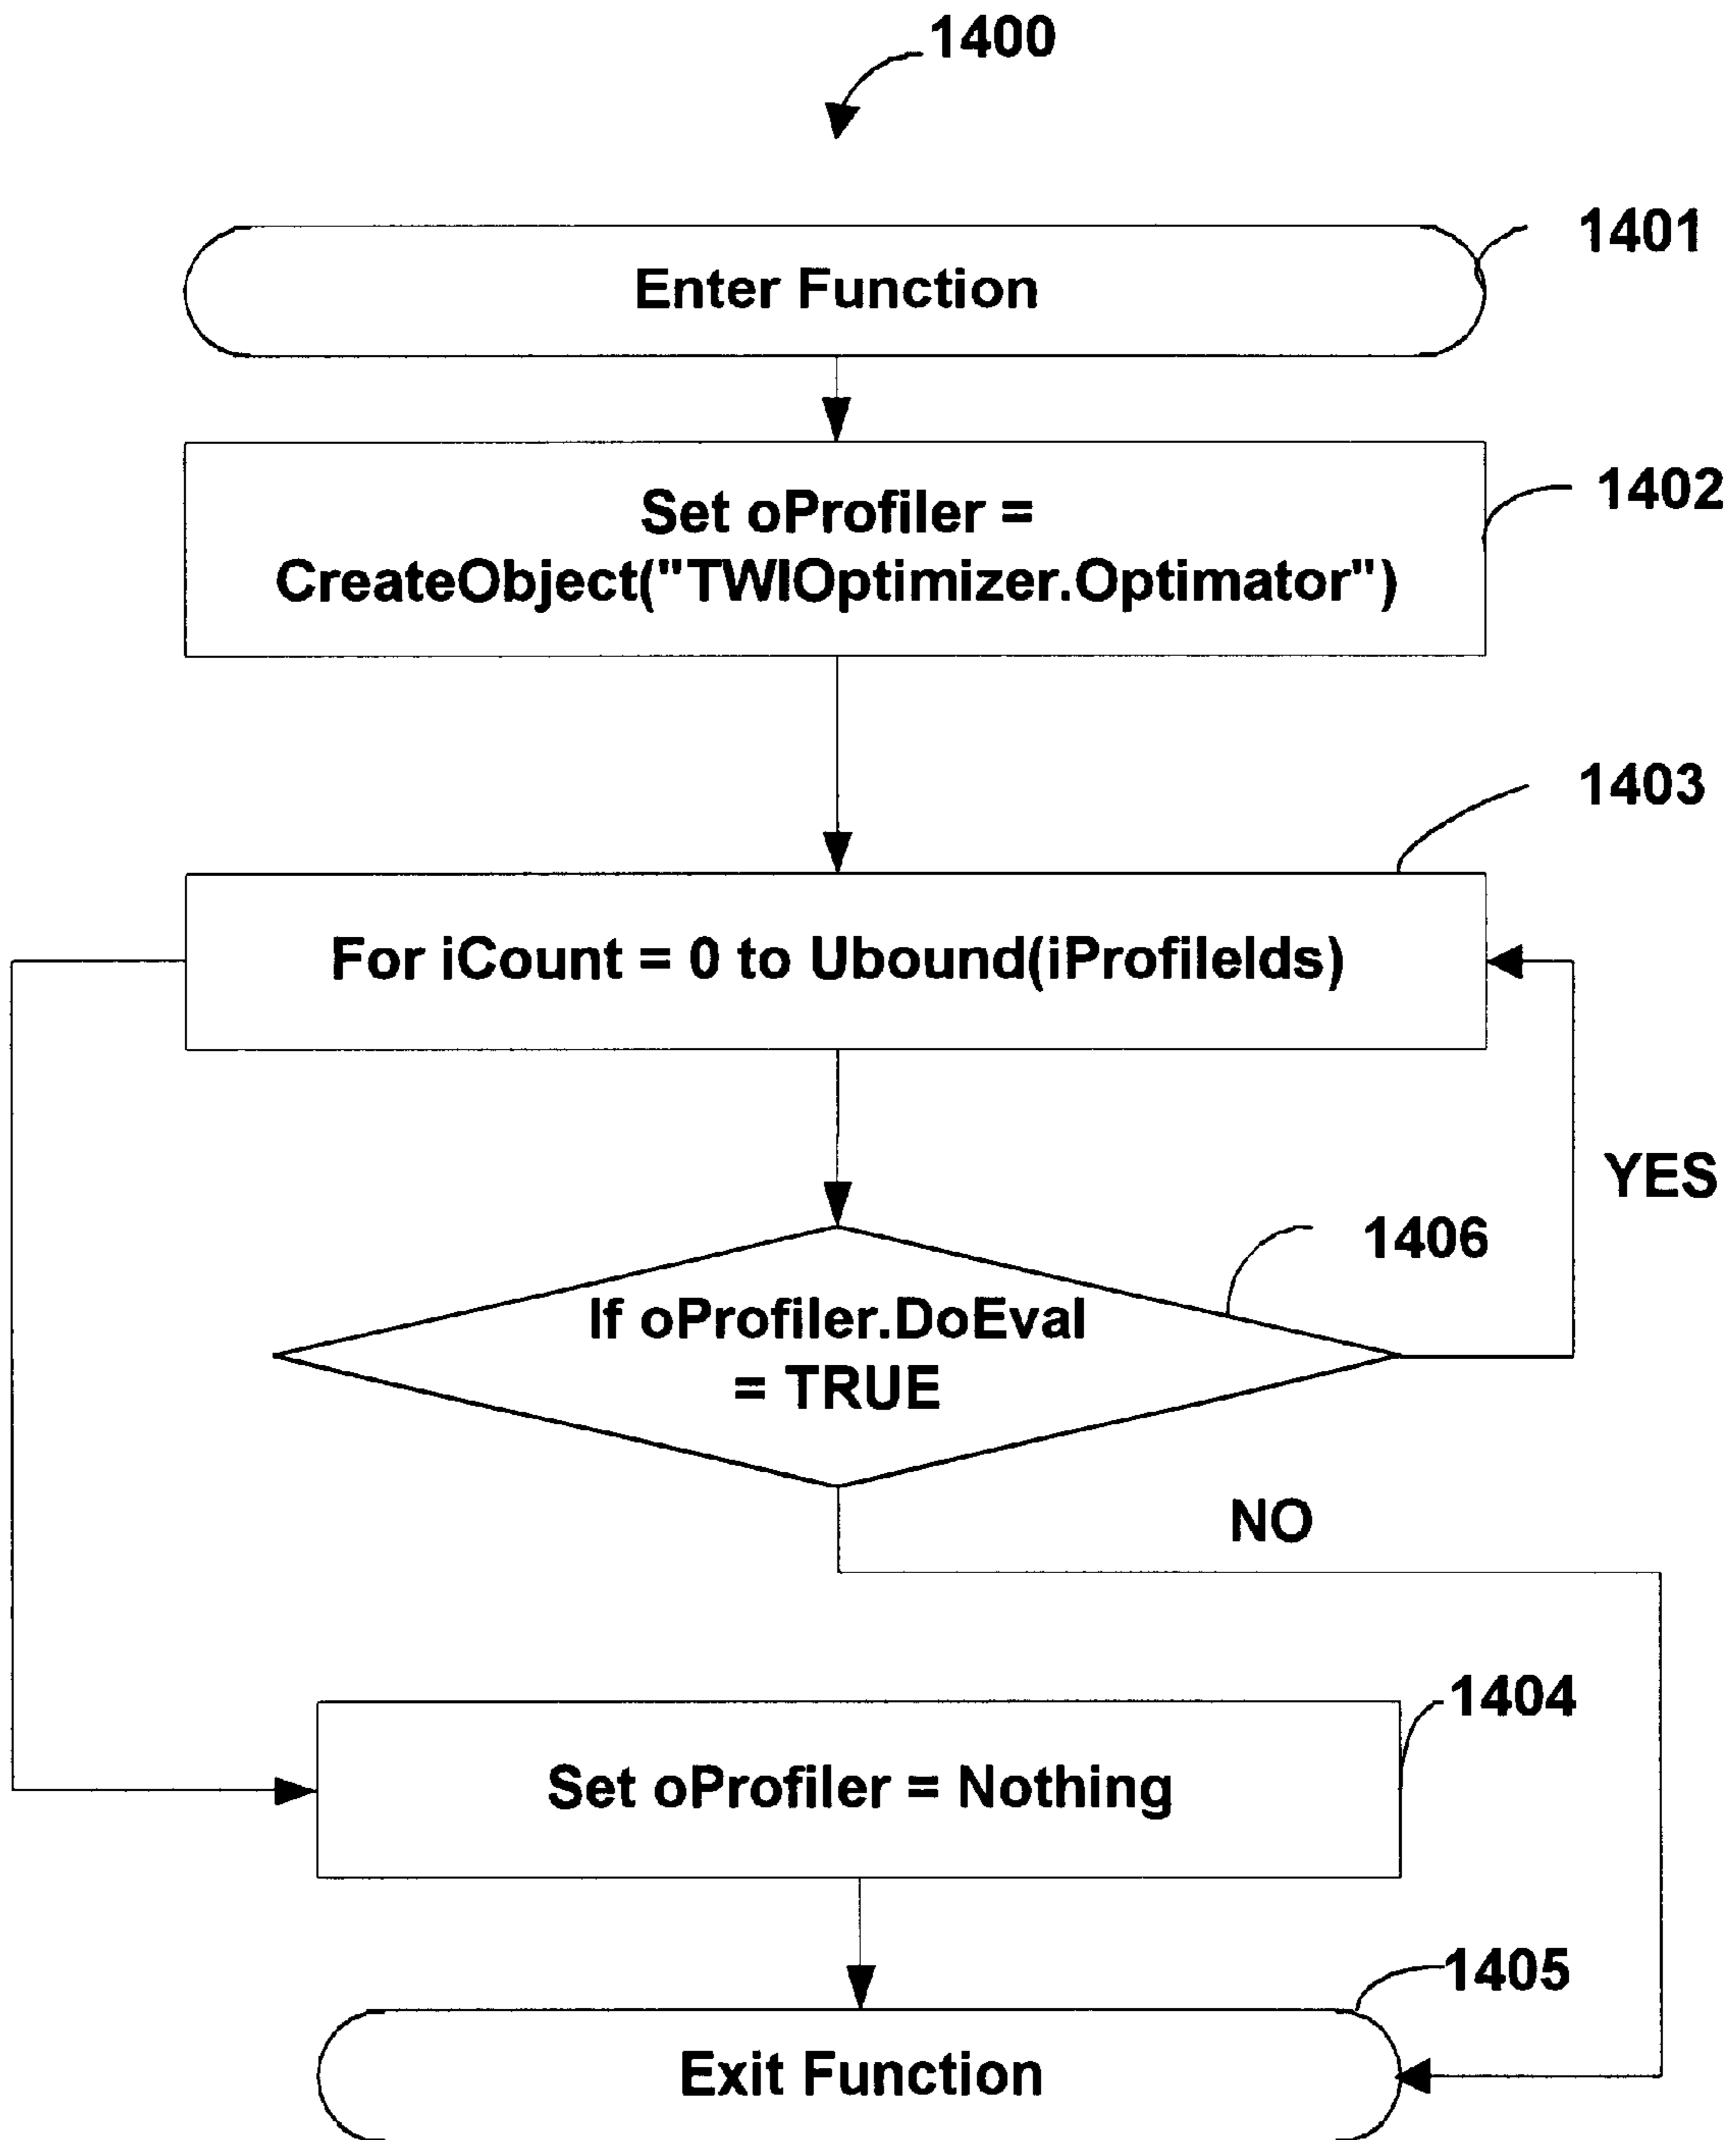 1400
1401
Enter Function
1402
Set oProfiler =
CreateObject("TWIOptimizer.Optimator")
1403
For iCount = 0 to Ubound(iProfileIds)
YES
1406
If oProfiler.DoEval
= TRUE
NO
1404
Set oProfiler = Nothing
1405
Exit Function